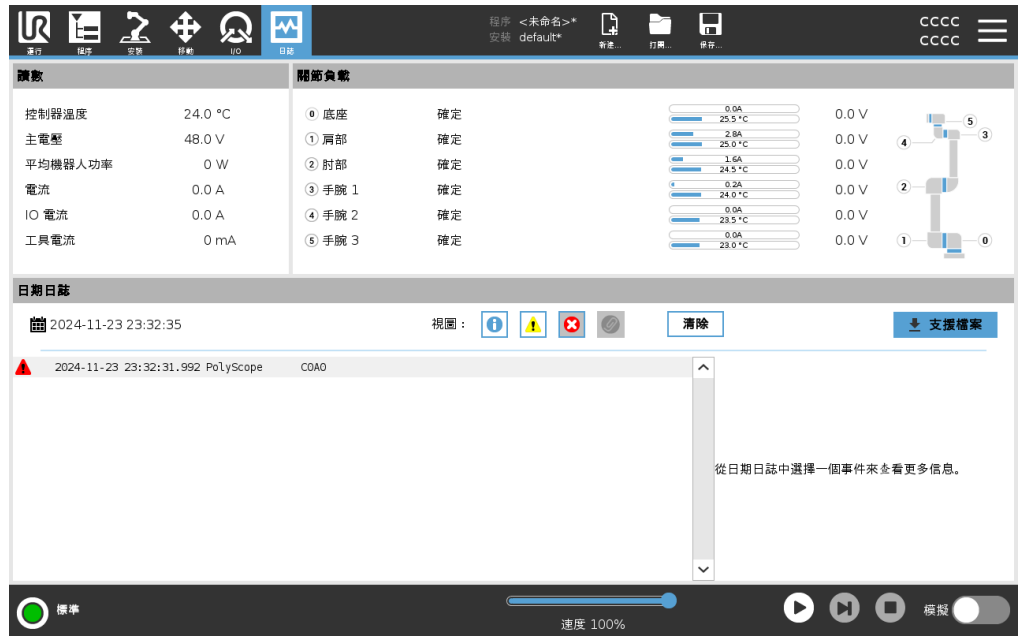 運行 程序 安裝 移動 I/O 日誌
程序 <未命名>*
安裝 default*
新建... 打開... 保存...
CCCC
CCCC
讀數
控制器溫度 24.0 °C
主電壓 48.0 V
平均機器人功率 0 W
電流 0.0 A
IO 電流 0.0 A
工具電流 0 mA
關節負載
0 底座 確定 0.0A 25.5 °C 0.0 V
1 肩部 確定 2.8A 25.0 °C 0.0 V
2 肘部 確定 1.6A 24.5 °C 0.0 V
3 手腕 1 確定 0.2A 24.0 °C 0.0 V
4 手腕 2 確定 0.0A 23.5 °C 0.0 V
5 手腕 3 確定 0.0A 23.0 °C 0.0 V
5
4 3
2
1 0
日期日誌
2024-11-23 23:32:35 視圖： 清除 支援檔案
2024-11-23 23:32:31.992 PolyScope C0A0
從日期日誌中選擇一個事件來查看更多信息。
標準
速度 100%
模擬